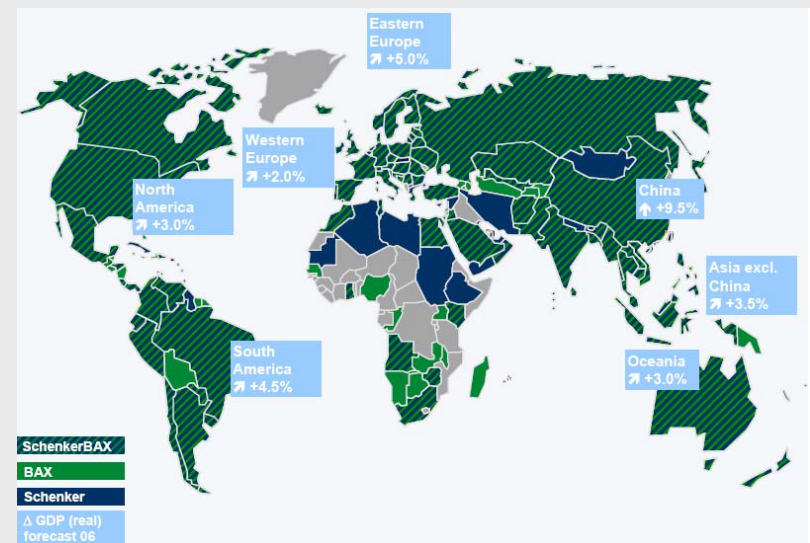 Eastern
Europe
↗ +5.0%
Western
Europe
↗ +2.0%
North
America
↗ +3.0%
China
↑ +9.5%
Asia excl.
China
↗ +3.5%
South
America
↗ +4.5%
Oceania
↗ +3.0%
SchenkerBAX
BAX
Schenker
Δ GDP (real)
forecast 06